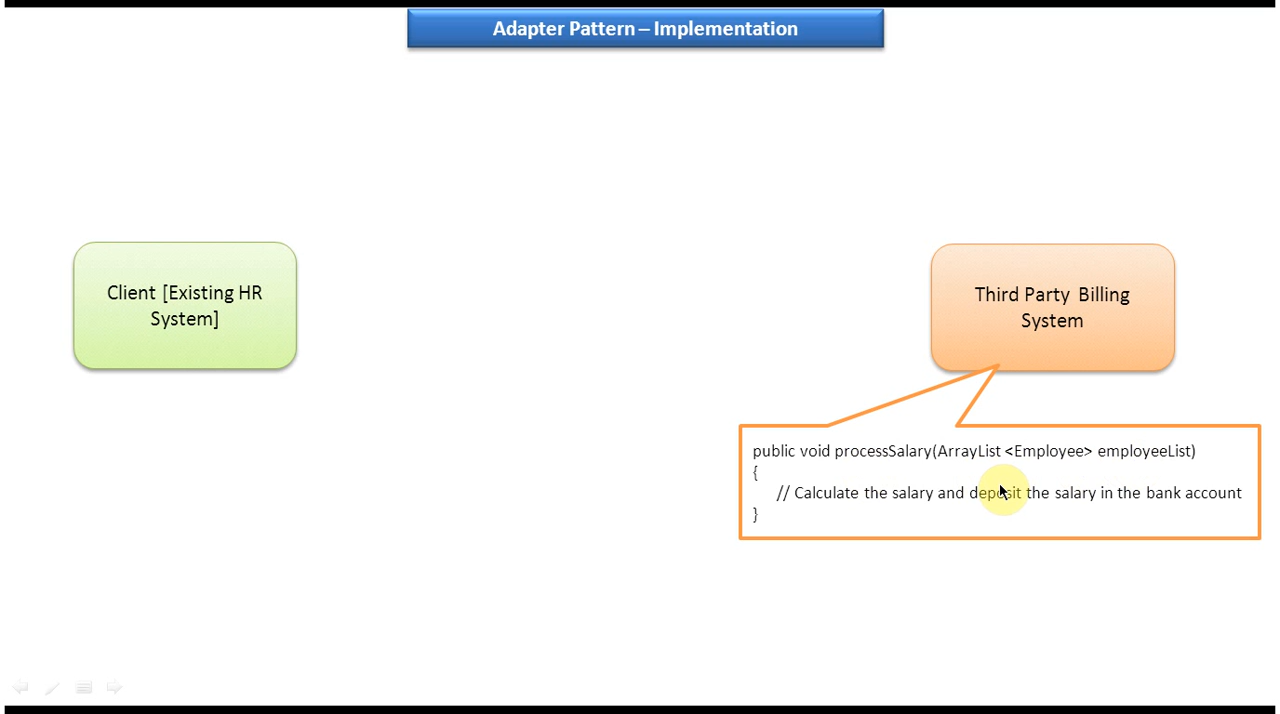 Adapter Pattern – Implementation
Client [Existing HR
System]
Third Party Billing
System
public void processSalary(ArrayList <Employee> employeeList)
{
// Calculate the salary and deposit the salary in the bank account
}